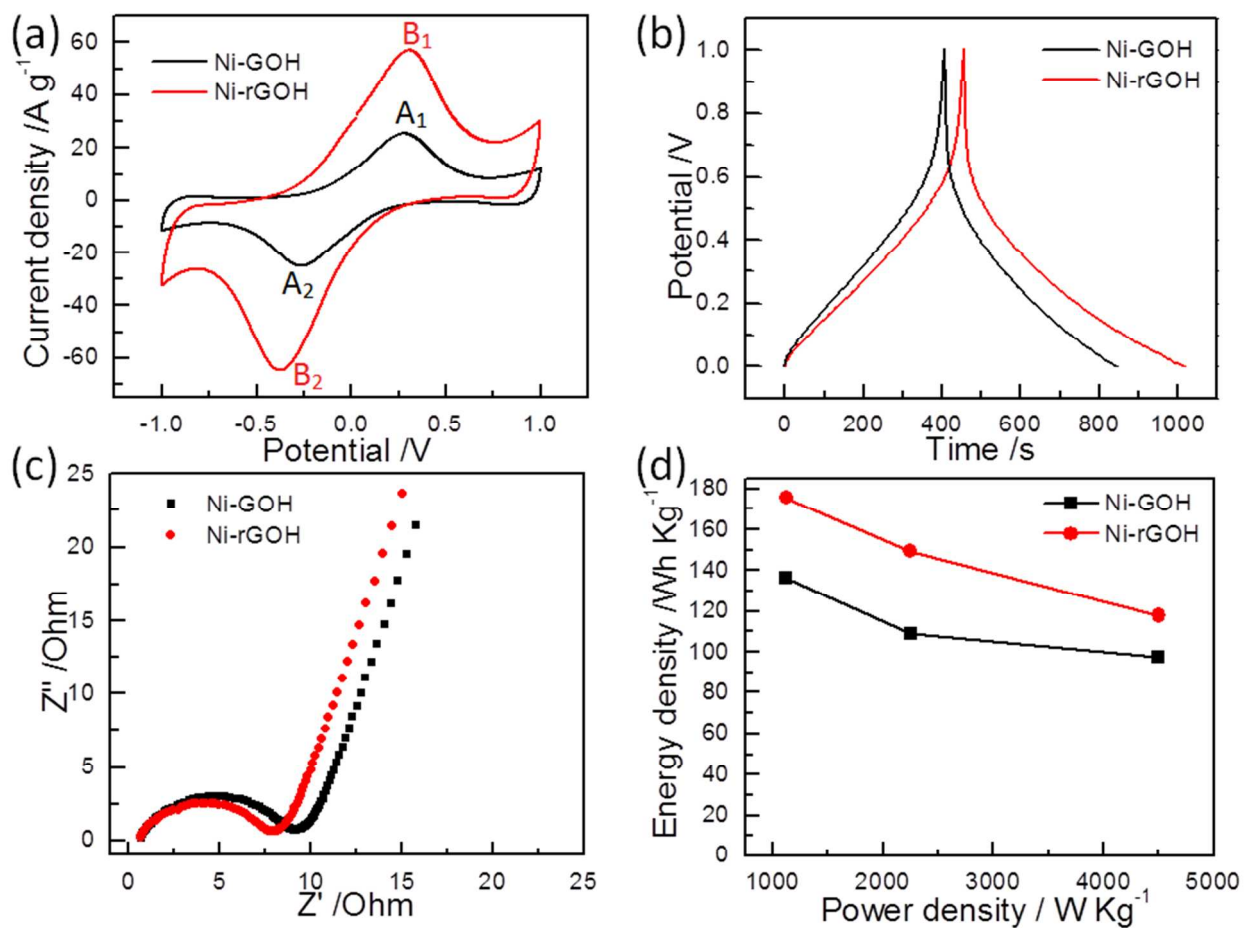 (a)
Current density /A g⁻¹
60
40
20
0
-20
-40
-60
Ni-GOH
Ni-rGOH
B₁
A₁
A₂
B₂
-1.0 -0.5 0.0 0.5 1.0
Potential /V
(b)
Potential /V
1.0
0.8
0.6
0.4
0.2
0.0
Ni-GOH
Ni-rGOH
0 200 400 600 800 1000
Time /s
(c)
Z'' /Ohm
25
20
15
10
5
0
Ni-GOH
Ni-rGOH
0 5 10 15 20 25
Z' /Ohm
(d)
Energy density /Wh Kg⁻¹
180
160
140
120
100
80
60
40
20
0
Ni-GOH
Ni-rGOH
1000 2000 3000 4000 5000
Power density / W Kg⁻¹